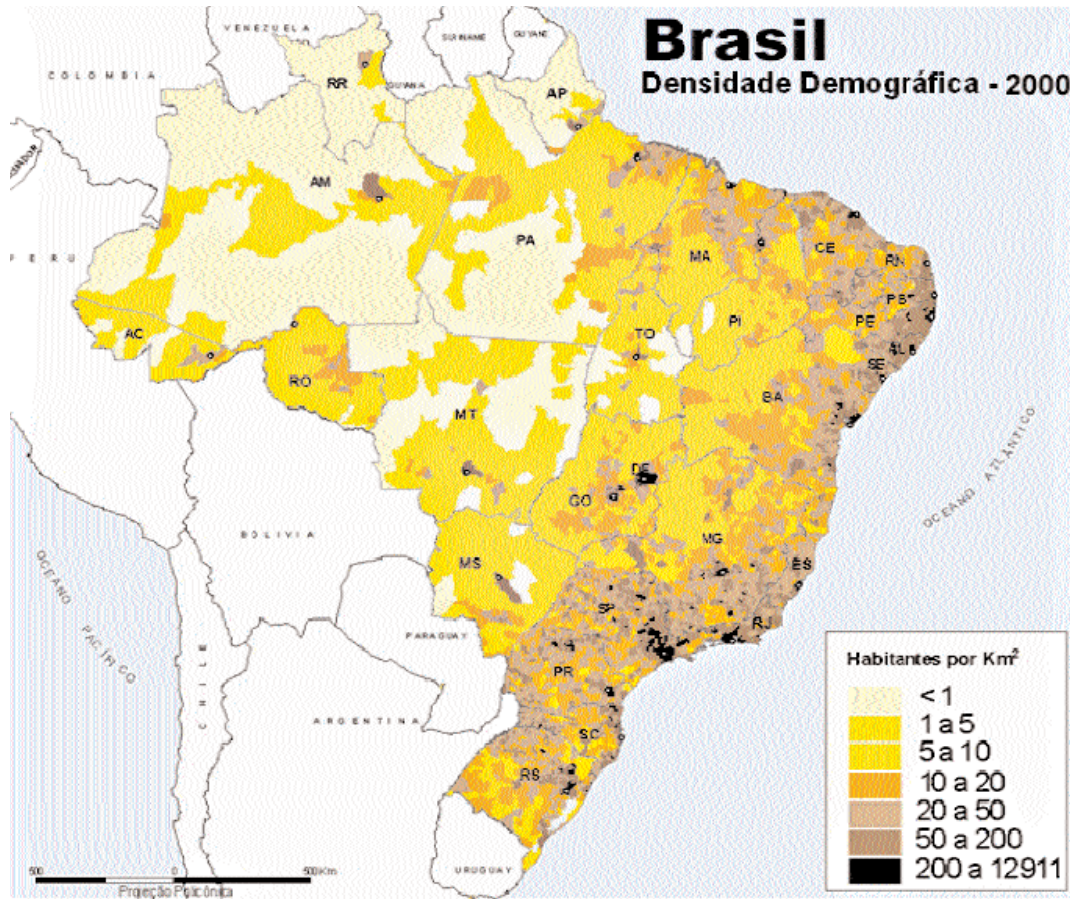 Brasil
Densidade Demográfica - 2000
VENEZUELA
SURINAME
GUYANE
COLOMBIA
GUYANA
RR
AP
AM
PA
MA
CE
RN
PB
PE
PI
AL
SE
TO
BA
AC
RO
MT
DF
GO
MG
ES
MS
SP
RJ
PR
SC
RS
PERU
BOLIVIA
PARAGUAY
CHILE
ARGENTINA
URUGUAY
OCEANO ATLÂNTICO
OCEANO PACÍFICO
Habitantes por Km²
< 1
1 a 5
5 a 10
10 a 20
20 a 50
50 a 200
200 a 12911
500 0 500 Km
Projeção Policônica